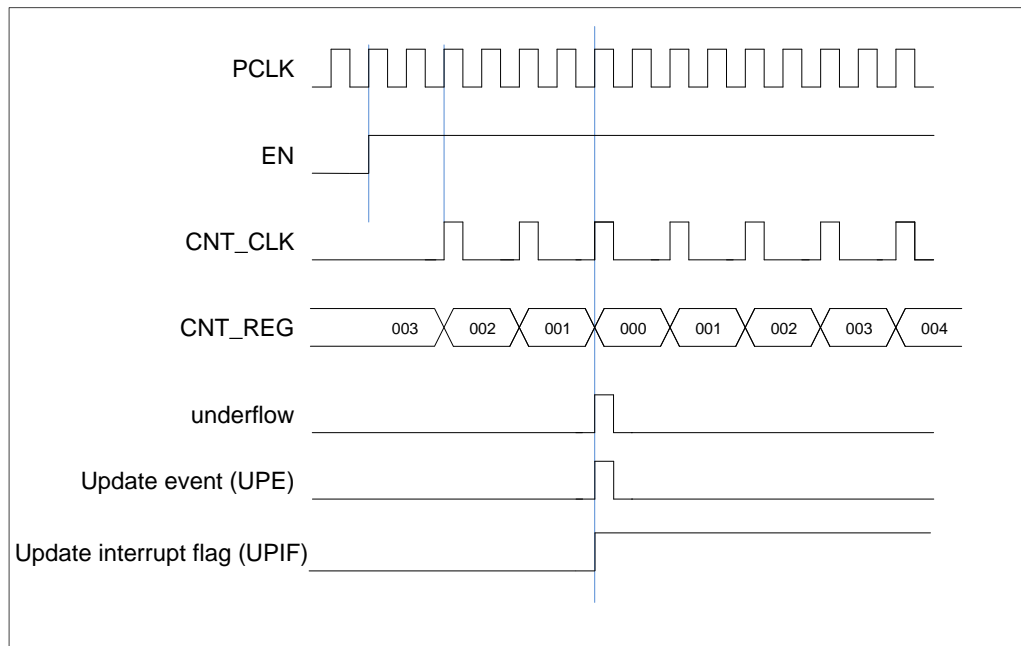 PCLK
EN
CNT_CLK
CNT_REG 003 002 001 000 001 002 003 004
underflow
Update event (UPE)
Update interrupt flag (UPIF)